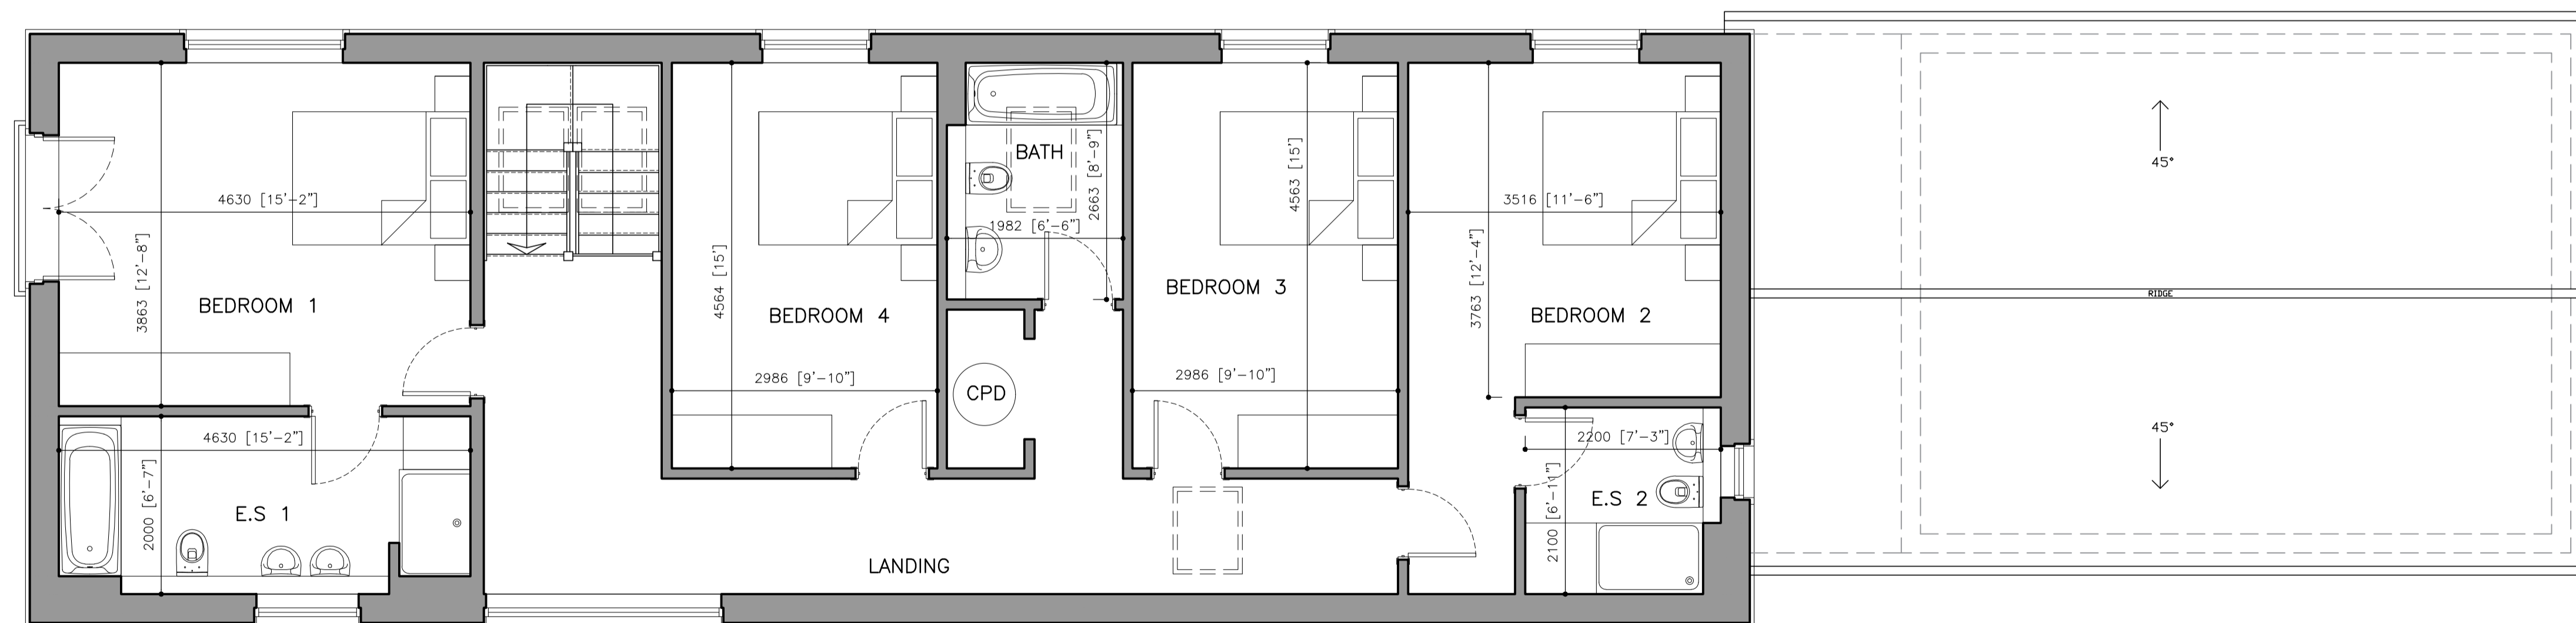 4630 [15'-2"]
3863 [12'-8"]
BEDROOM 1
4630 [15'-2"]
2000 [6'-7"]
E.S 1
4564 [15']
BEDROOM 4
2986 [9'-10"]
BATH
2663 [8'-9"]
1982 [6'-6"]
CPD
4563 [15']
BEDROOM 3
2986 [9'-10"]
LANDING
3516 [11'-6"]
3763 [12'-4"]
BEDROOM 2
2200 [7'-3"]
E.S 2
2100 [6'-11"]
45°
RIDGE
45°